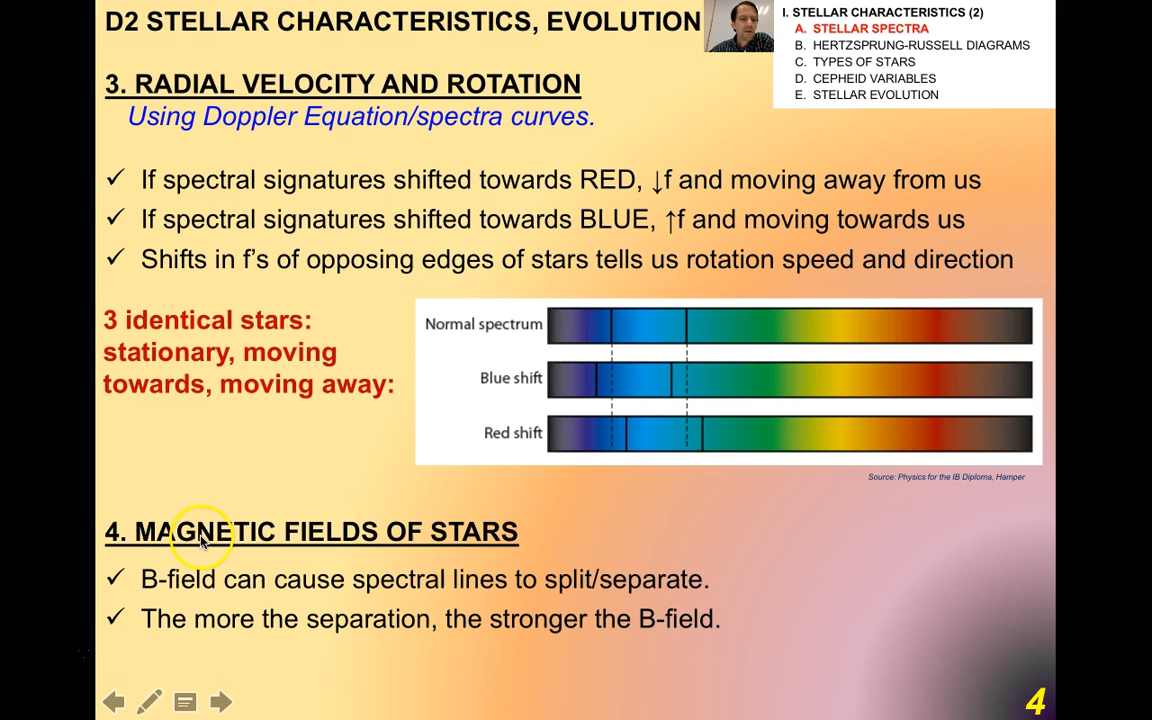 D2 STELLAR CHARACTERISTICS, EVOLUTION
I. STELLAR CHARACTERISTICS (2)
A. STELLAR SPECTRA
B. HERTZSPRUNG-RUSSELL DIAGRAMS
C. TYPES OF STARS
D. CEPHEID VARIABLES
E. STELLAR EVOLUTION
3. RADIAL VELOCITY AND ROTATION
Using Doppler Equation/spectra curves.
✓ If spectral signatures shifted towards RED, ↓f and moving away from us
✓ If spectral signatures shifted towards BLUE, ↑f and moving towards us
✓ Shifts in f’s of opposing edges of stars tells us rotation speed and direction
3 identical stars:
stationary, moving
towards, moving away:
Normal spectrum
Blue shift
Red shift
Source: Physics for the IB Diploma, Hamper
4. MAGNETIC FIELDS OF STARS
✓ B-field can cause spectral lines to split/separate.
✓ The more the separation, the stronger the B-field.
4